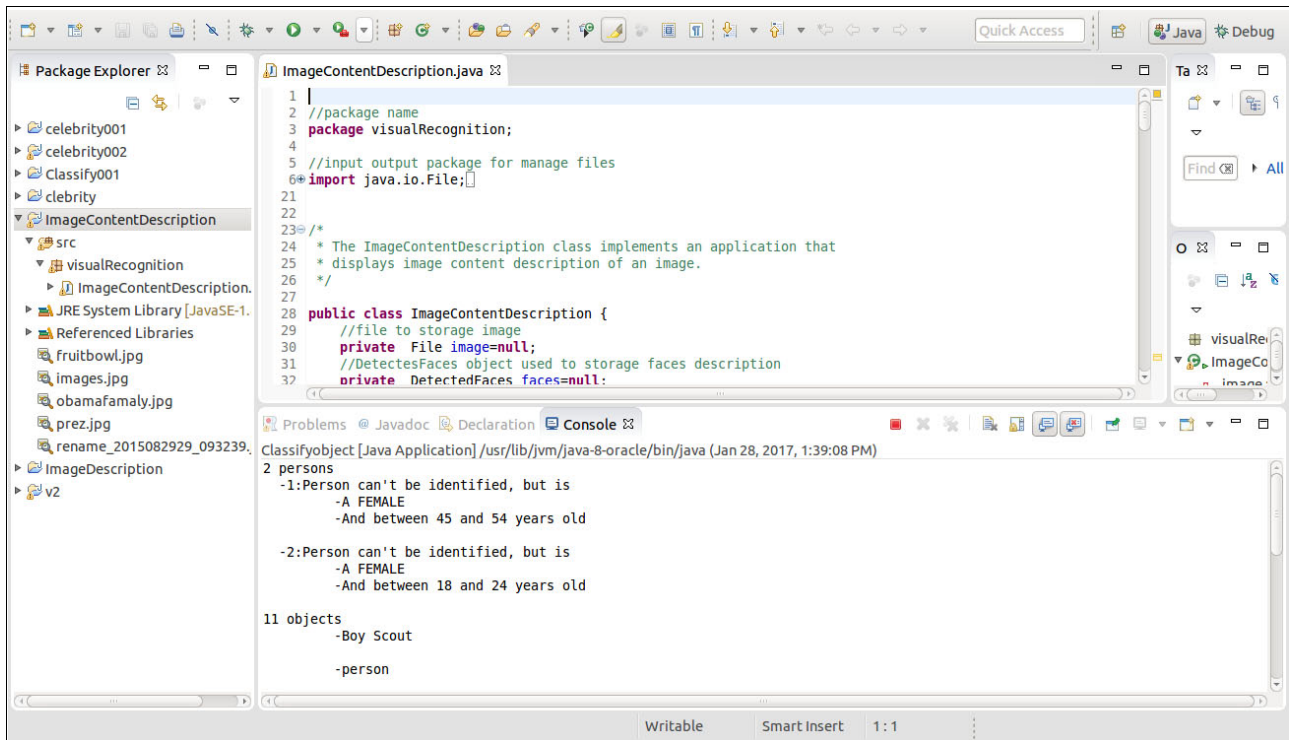 Quick Access
Java
Debug
Package Explorer
celebrity001
celebrity002
Classify001
clebrity
ImageContentDescription
src
visualRecognition
ImageContentDescription.
JRE System Library [JavaSE-1.
Referenced Libraries
fruitbowl.jpg
images.jpg
obamafamaly.jpg
prez.jpg
rename_2015082929_093239.
ImageDescription
v2
ImageContentDescription.java
1
2 //package name
3 package visualRecognition;
4
5 //input output package for manage files
6 import java.io.File;
21
22
23 /*
24 * The ImageContentDescription class implements an application that
25 * displays image content description of an image.
26 */
27
28 public class ImageContentDescription {
29 //file to storage image
30 private File image=null;
31 //DetectesFaces object used to storage faces description
32 private DetectedFaces faces=null;
Ta
Find
All
O
visualRe
ImageCo
image
Problems @ Javadoc Declaration Console
Classifyobject [Java Application] /usr/lib/jvm/java-8-oracle/bin/java (Jan 28, 2017, 1:39:08 PM)
2 persons
-1:Person can't be identified, but is
-A FEMALE
-And between 45 and 54 years old
-2:Person can't be identified, but is
-A FEMALE
-And between 18 and 24 years old
11 objects
-Boy Scout
-person
Writable Smart Insert 1 : 1